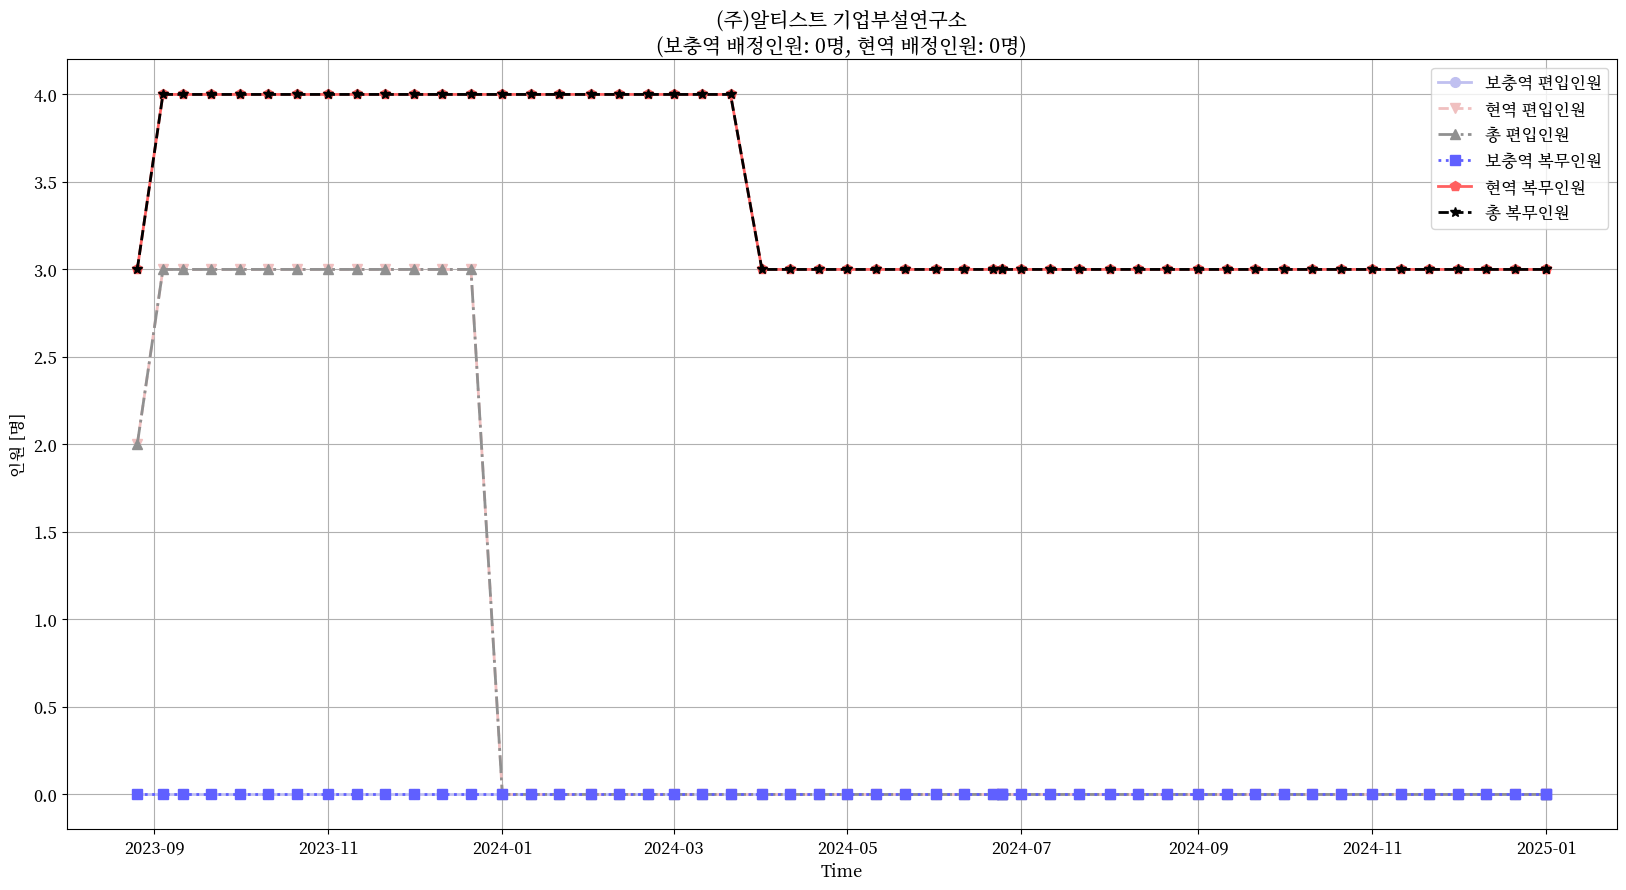 (주)알티스트 기업부설연구소
(보충역 배정인원: 0명, 현역 배정인원: 0명)
보충역 편입인원
현역 편입인원
총 편입인원
보충역 복무인원
현역 복무인원
총 복무인원
인원 [명]
4.0
3.5
3.0
2.5
2.0
1.5
1.0
0.5
0.0
2023-09 2023-11 2024-01 2024-03 2024-05 2024-07 2024-09 2024-11 2025-01
Time